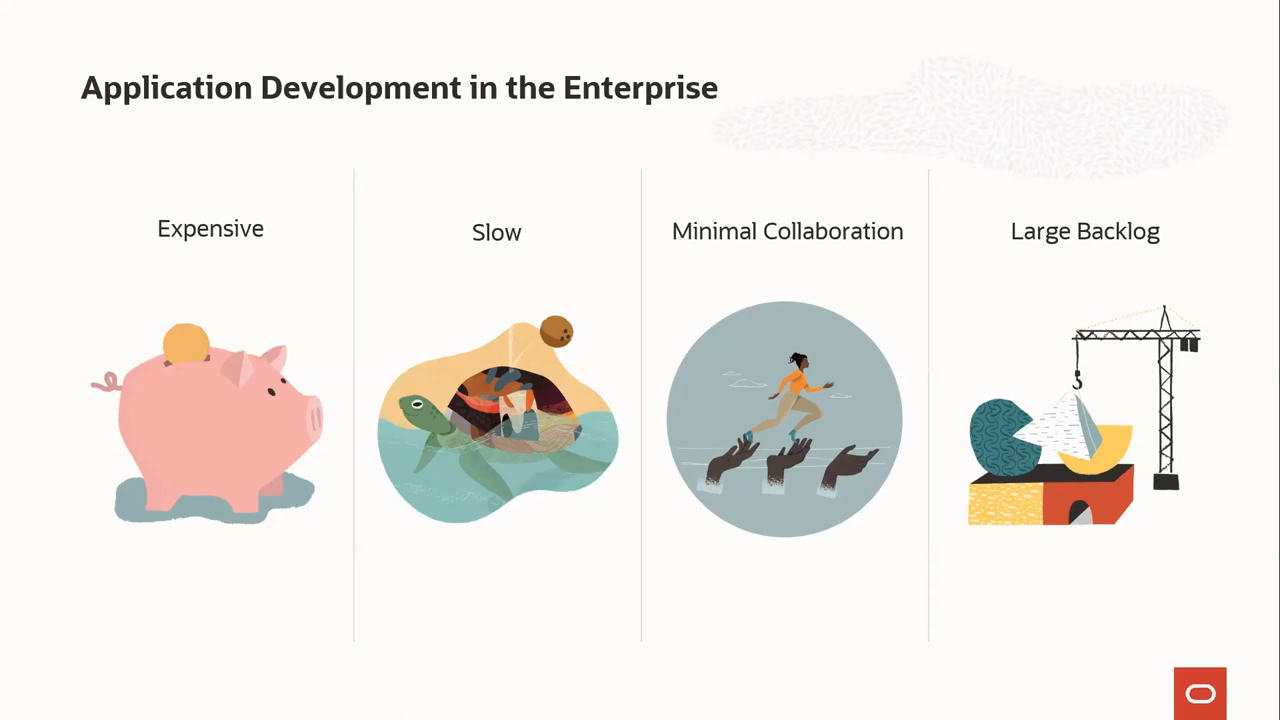 Application Development in the Enterprise
Expensive
Slow
Minimal Collaboration
Large Backlog